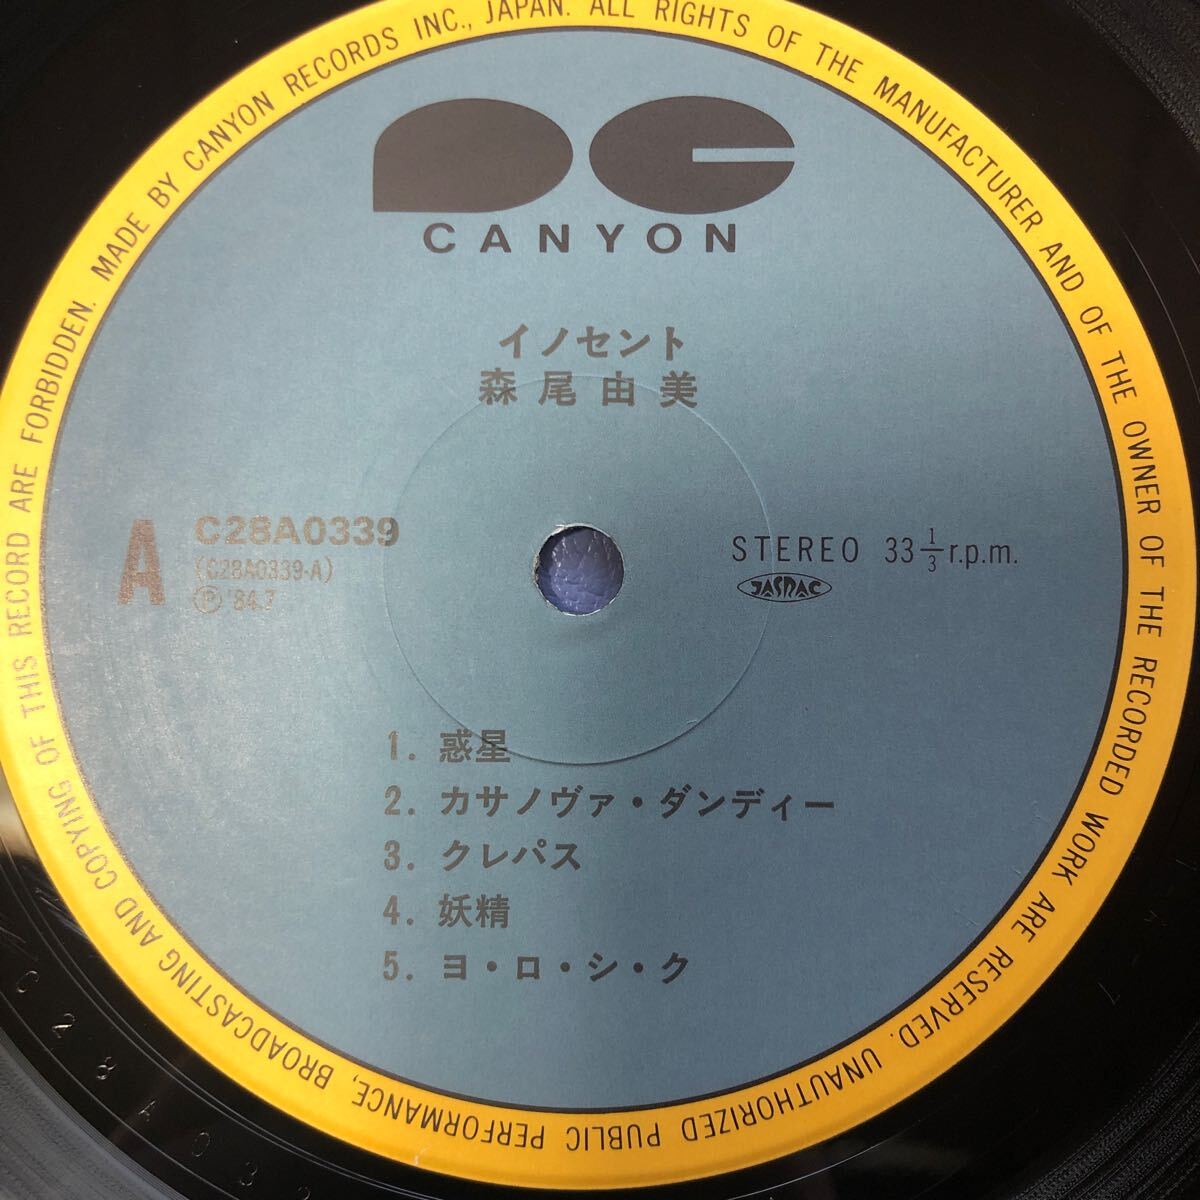 CANYON
イノセント
森尾由美
A
C28A0339
(C28A0339-A)
Ⓟ'84.7
STEREO 33 1/3 r.p.m.
JASRAC
1. 惑星
2. カサノヴァ・ダンディー
3. クレパス
4. 妖精
5. ヨ・ロ・シ・ク
MADE BY CANYON RECORDS INC., JAPAN. ALL RIGHTS OF THE MANUFACTURER AND OF THE OWNER OF THE RECORDED WORK ARE RESERVED. UNAUTHORIZED PUBLIC PERFORMANCE, BROADCASTING AND COPYING OF THIS RECORD ARE FORBIDDEN.
C28A03